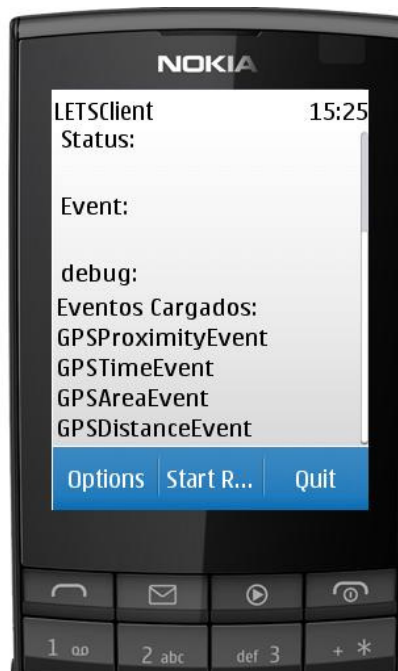 NOKIA
LETSClient 15:25
Status:
Event:
debug:
Eventos Cargados:
GPSProximityEvent
GPSTimeEvent
GPSAreaEvent
GPSDistanceEvent
Options Start R... Quit
1 2 abc def 3 + *